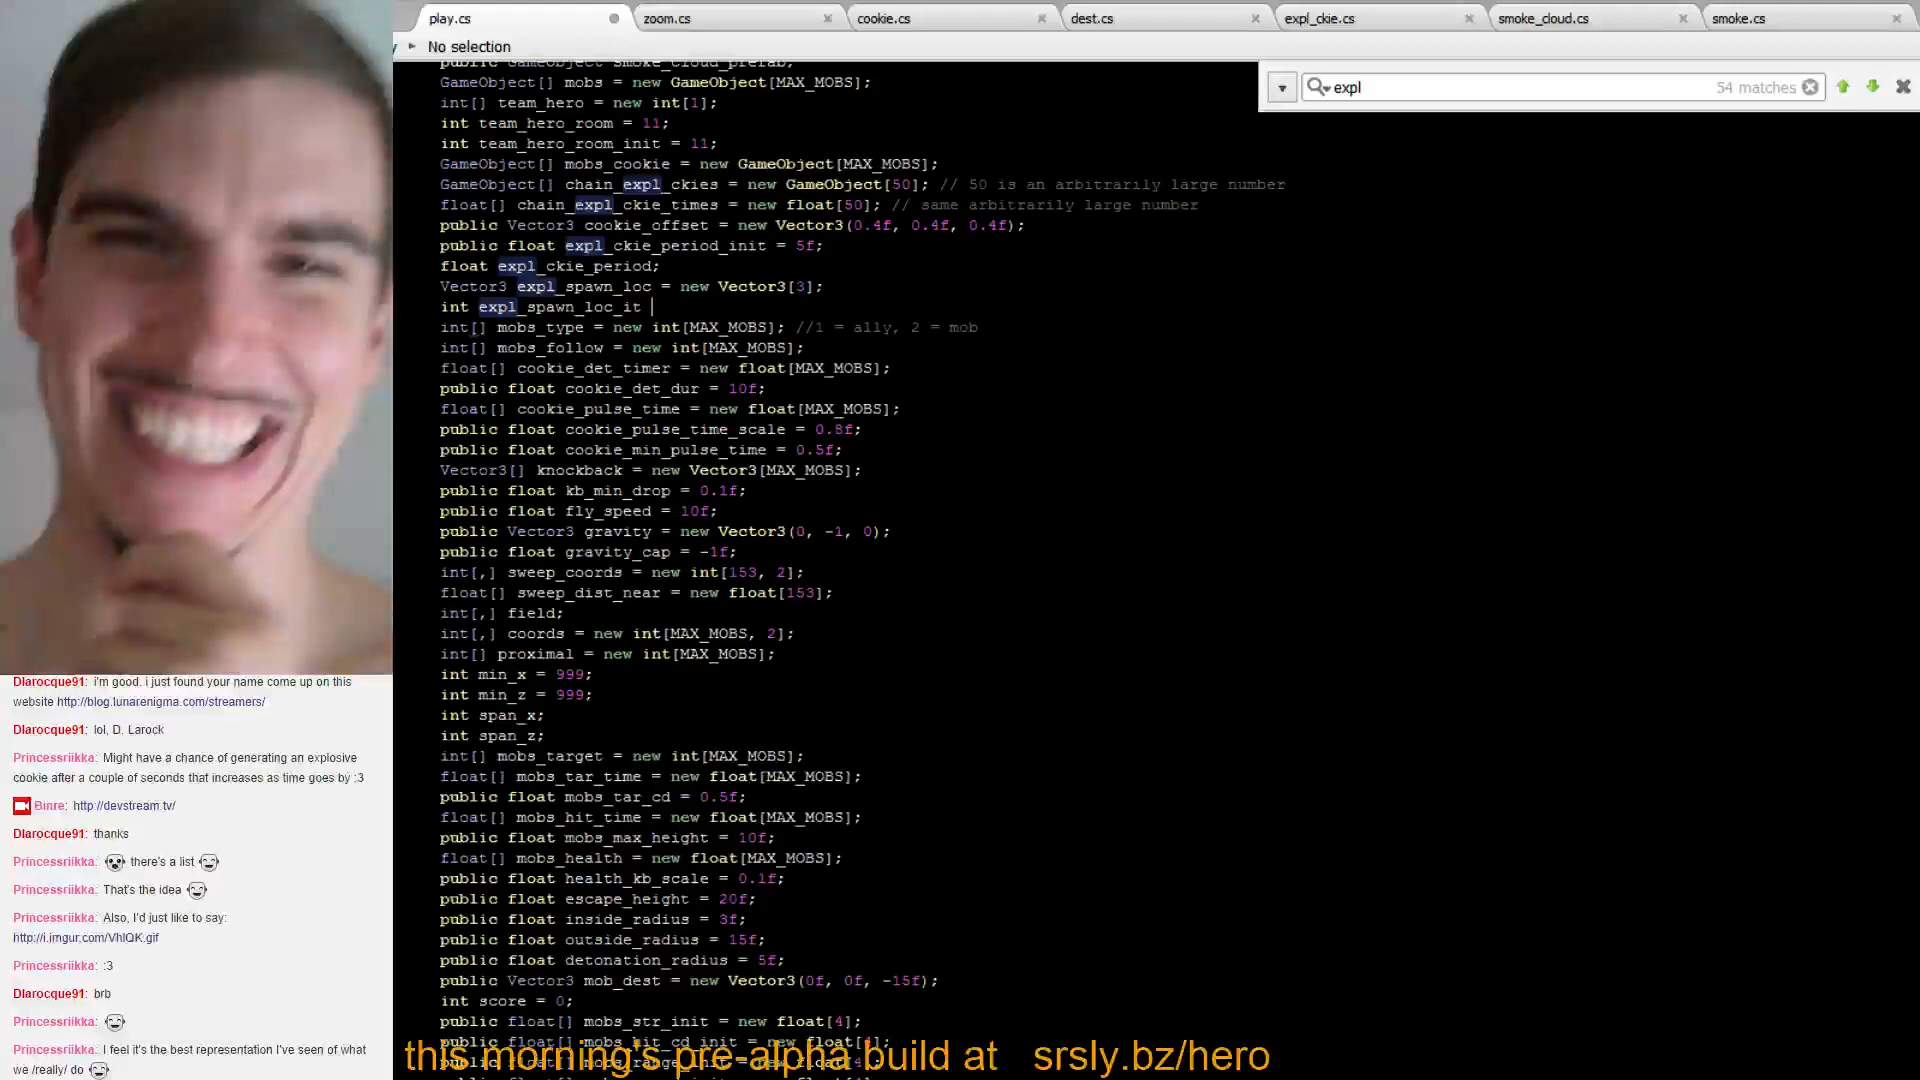 play.cs
zoom.cs
cookie.cs
dest.cs
expl_ckie.cs
smoke_cloud.cs
smoke.cs
No selection
expl
54 matches
public GameObject smoke_cloud_prefab;
GameObject[] mobs = new GameObject[MAX_MOBS];
int[] team_hero = new int[1];
int team_hero_room = 11;
int team_hero_room_init = 11;
GameObject[] mobs_cookie = new GameObject[MAX_MOBS];
GameObject[] chain_expl_ckies = new GameObject[50]; // 50 is an arbitrarily large number
float[] chain_expl_ckie_times = new float[50]; // same arbitrarily large number
public Vector3 cookie_offset = new Vector3(0.4f, 0.4f, 0.4f);
public float expl_ckie_period_init = 5f;
float expl_ckie_period;
Vector3 expl_spawn_loc = new Vector3[3];
int expl_spawn_loc_it
int[] mobs_type = new int[MAX_MOBS]; //1 = ally, 2 = mob
int[] mobs_follow = new int[MAX_MOBS];
float[] cookie_det_timer = new float[MAX_MOBS];
public float cookie_det_dur = 10f;
float[] cookie_pulse_time = new float[MAX_MOBS];
public float cookie_pulse_time_scale = 0.8f;
public float cookie_min_pulse_time = 0.5f;
Vector3[] knockback = new Vector3[MAX_MOBS];
public float kb_min_drop = 0.1f;
public float fly_speed = 10f;
public Vector3 gravity = new Vector3(0, -1, 0);
public float gravity_cap = -1f;
int[,] sweep_coords = new int[153, 2];
float[] sweep_dist_near = new float[153];
int[,] field;
int[,] coords = new int[MAX_MOBS, 2];
int[] proximal = new int[MAX_MOBS];
int min_x = 999;
int min_z = 999;
int span_x;
int span_z;
int[] mobs_target = new int[MAX_MOBS];
float[] mobs_tar_time = new float[MAX_MOBS];
public float mobs_tar_cd = 0.5f;
float[] mobs_hit_time = new float[MAX_MOBS];
public float mobs_max_height = 10f;
float[] mobs_health = new float[MAX_MOBS];
public float health_kb_scale = 0.1f;
public float escape_height = 20f;
public float inside_radius = 3f;
public float outside_radius = 15f;
public float detonation_radius = 5f;
public Vector3 mob_dest = new Vector3(0f, 0f, -15f);
int score = 0;
public float[] mobs_str_init = new float[4];
public float[] mobs_hit_cd_init = new float[4];
this morning's pre-alpha build at srsly.bz/hero
Dlarocque91: i'm good. i just found your name come up on this
website http://blog.lunarenigma.com/streamers/
Dlarocque91: lol, D. Larock
Princessriikka: Might have a chance of generating an explosive
cookie after a couple of seconds that increases as time goes by :3
Binre: http://devstream.tv/
Dlarocque91: thanks
Princessriikka: there's a list
Princessriikka: That's the idea
Princessriikka: Also, I'd just like to say:
http://i.imgur.com/VhIQK.gif
Princessriikka: :3
Dlarocque91: brb
Princessriikka:
Princessriikka: I feel it's the best representation I've seen of what
we /really/ do